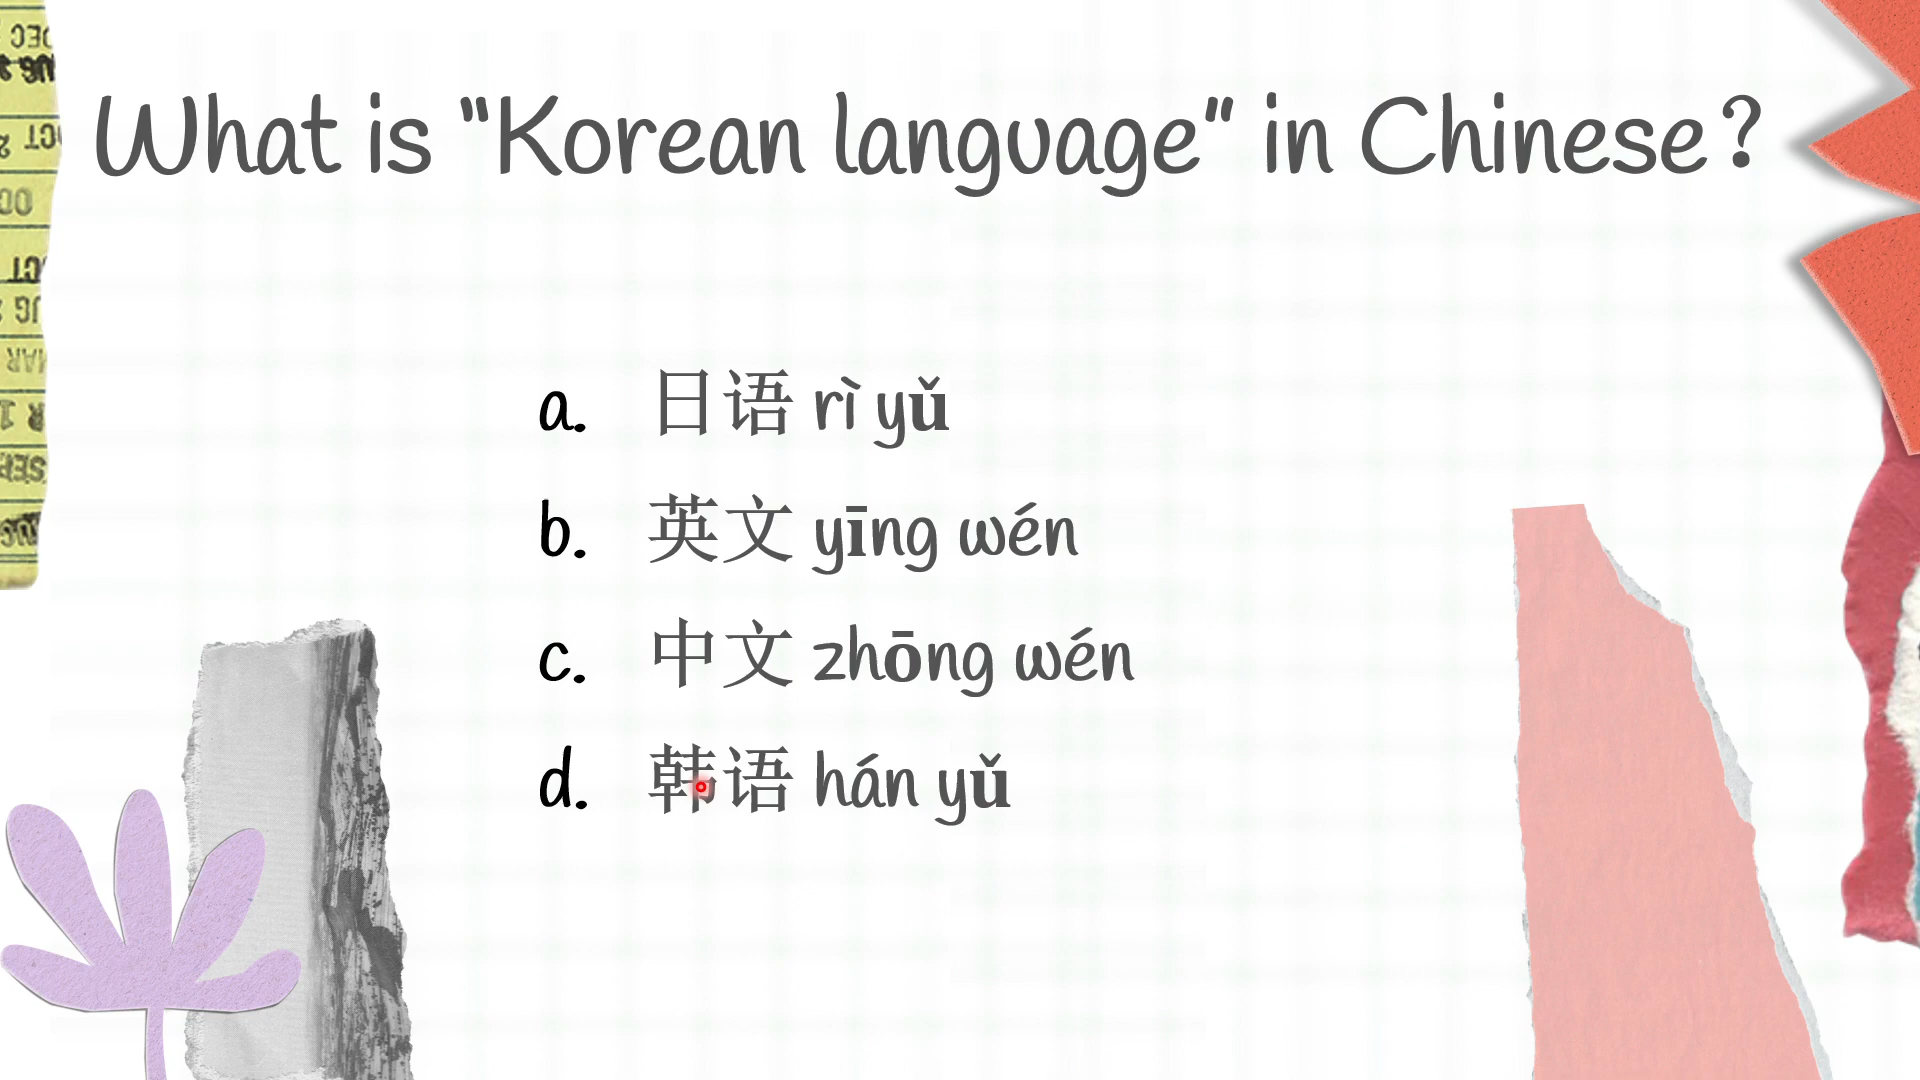 What is "Korean language" in Chinese?
a. 日语 rì yǔ
b. 英文 yīng wén
c. 中文 zhōng wén
d. 韩语 hán yǔ